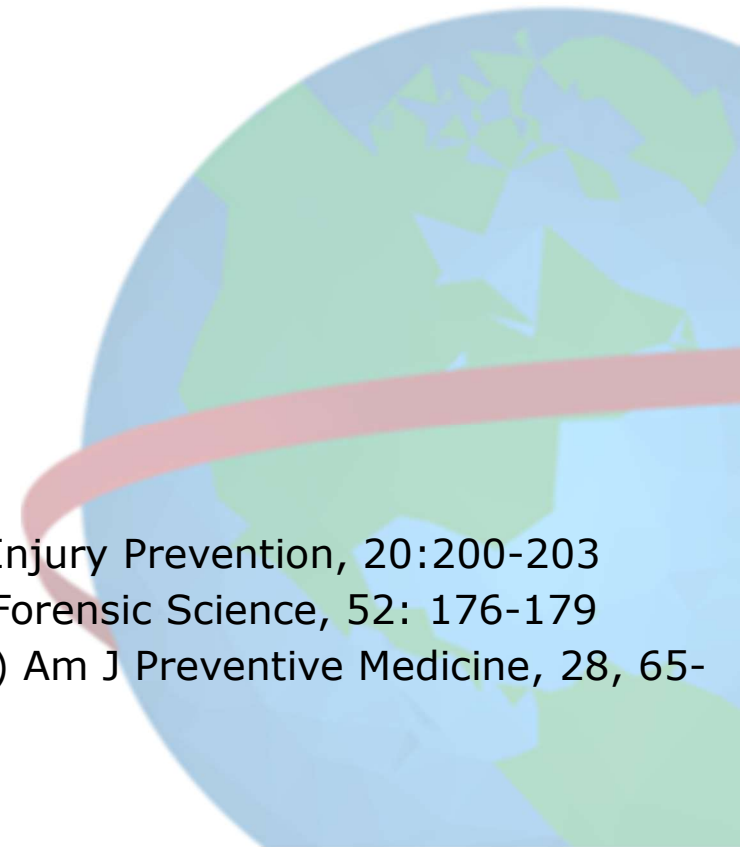 Injury Prevention, 20:200-203
Forensic Science, 52: 176-179
) Am J Preventive Medicine, 28, 65-